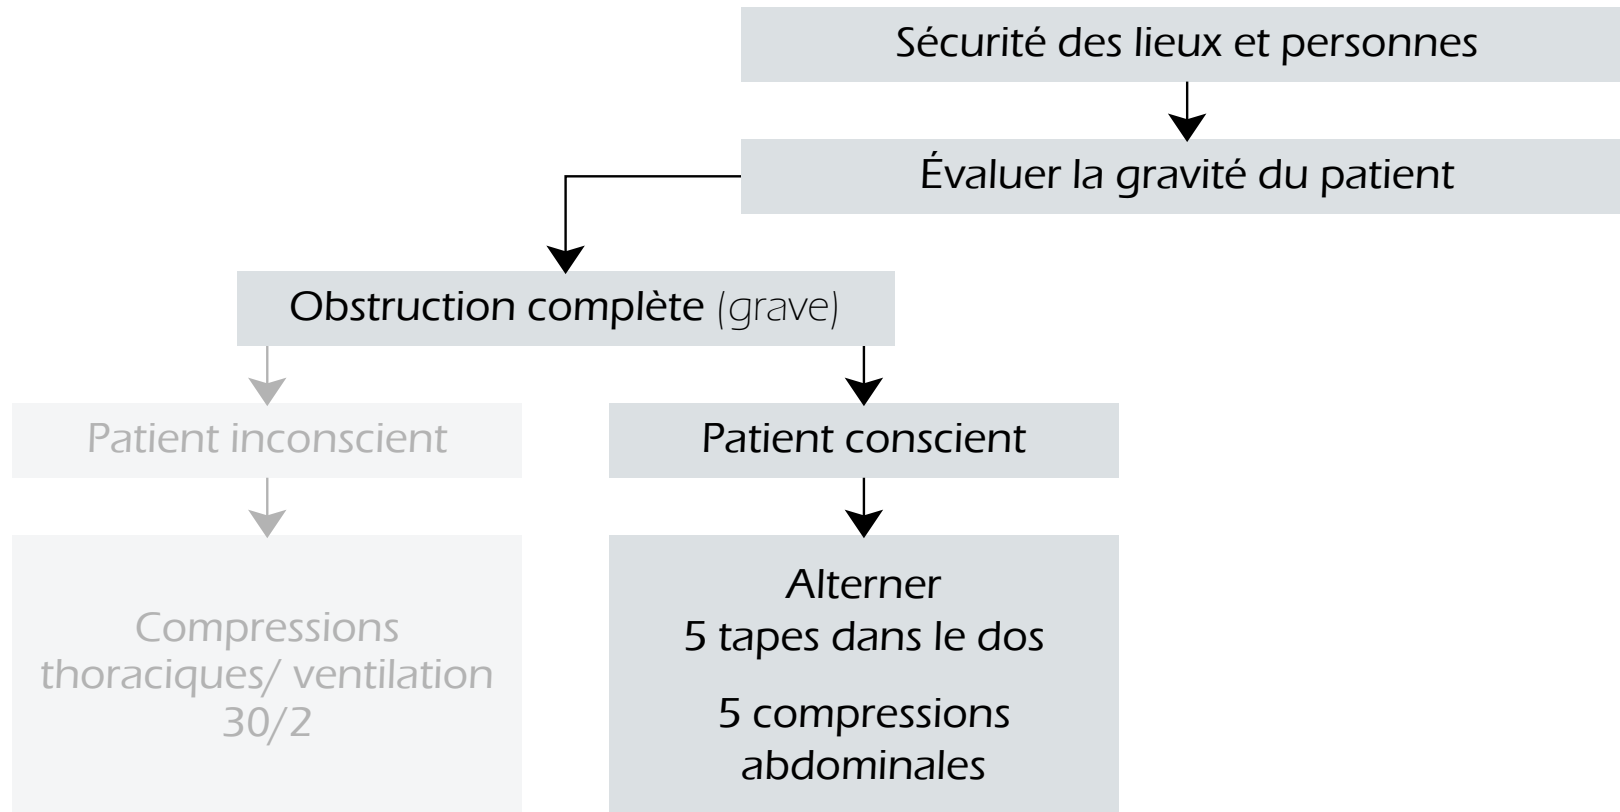 Sécurité des lieux et personnes
Évaluer la gravité du patient
Obstruction complète (grave)
Patient inconscient
Patient conscient
Compressions
thoraciques/ ventilation
30/2
Alterner
5 tapes dans le dos
5 compressions
abdominales